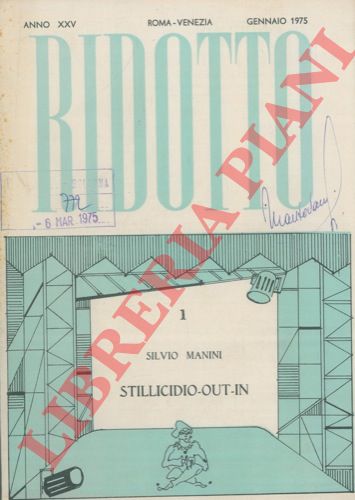 ANNO XXV ROMA-VENEZIA GENNAIO 1975
RIDOTTO
772
- 6 MAR. 1975
1
SILVIO MANINI
STILLICIDIO-OUT-IN
LIBRERIA PIANI